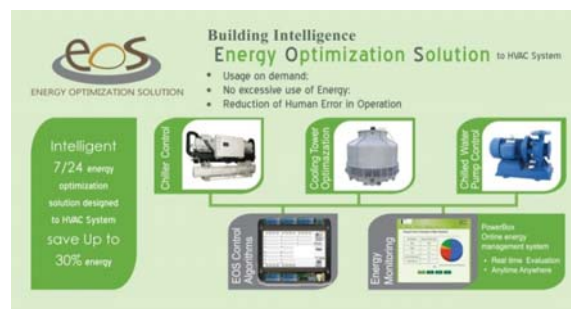 eos
ENERGY OPTIMIZATION SOLUTION
Building Intelligence
Energy Optimization Solution to HVAC System
• Usage on demand:
• No excessive use of Energy:
• Reduction of Human Error in Operation
Intelligent
7/24 energy
optimization
solution designed
to HVAC System
save Up to
30% energy
Chiller Control
Cooling Tower
Optimazation
Chilled Water
Pump Control
EOS Control
Algorithms
Energy
Monitoring
PowerBox
Online energy
management system
• Real time Evaluation
• Anytime Anywhere